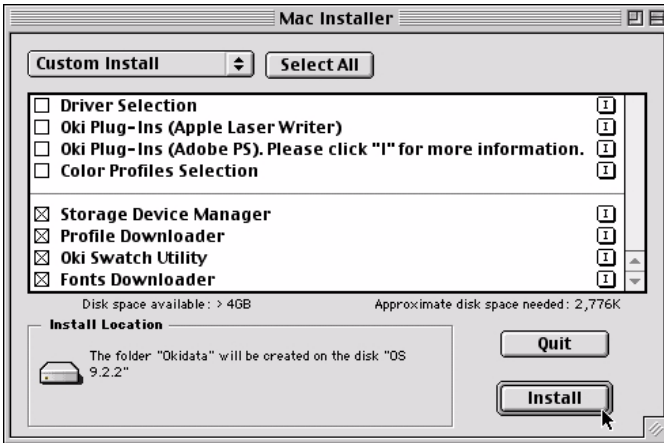 Mac Installer
Custom Install
Select All
Driver Selection
I
Oki Plug-Ins (Apple Laser Writer)
I
Oki Plug-Ins (Adobe PS). Please click "I" for more information.
I
Color Profiles Selection
I
Storage Device Manager
I
Profile Downloader
I
Oki Swatch Utility
I
Fonts Downloader
I
Disk space available: > 4GB
Approximate disk space needed: 2,776K
Install Location
The folder "Okidata" will be created on the disk "OS
9.2.2"
Quit
Install